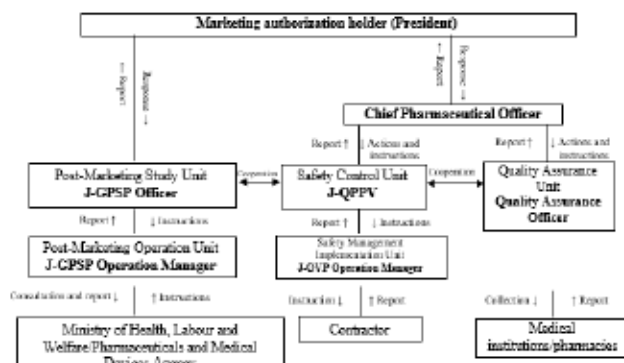 Marketing authorization holder (President)
← Report
Response →
← Report
Response →
Chief Pharmaceutical Officer
Report ↑ ↓ Actions and
instructions
Report ↑ ↓ Actions and
instructions
Post-Marketing Study Unit
J-GPSP Officer
Cooperation
Safety Control Unit
J-QPPV
Cooperation
Quality Assurance
Unit
Quality Assurance
Officer
Report ↑ ↓ Instructions
Report ↑ ↓ Instructions
Post-Marketing Operation Unit
J-GPSP Operation Manager
Safety Management
Implementation Unit
J-GVP Operation Manager
Consultation and report ↓ ↑ Instructions
Instruction ↓ ↑ Report
Collection ↓ ↑ Report
Ministry of Health, Labour and
Welfare/Pharmaceuticals and Medical
Devices Agency
Contractor
Medical
institutions/pharmacies